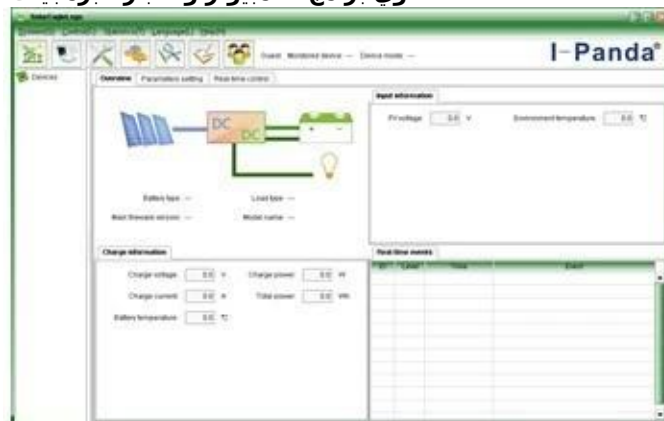 I-Panda®
Guest Monitored device -- Device mode --
Devices
Overview Parameters setting Real time control
DC
DC
Battery type -- Load type --
Main firmware version -- Model name --
Input information
PV voltage 0.0 V Environment temperature 0.0 ℃
Charge information
Charge voltage 0.0 V Charge power 0.0 W
Charge current 0.0 A Total power 0.0 Wh
Battery temperature 0.0 ℃
Real time events
ID Level Time Event